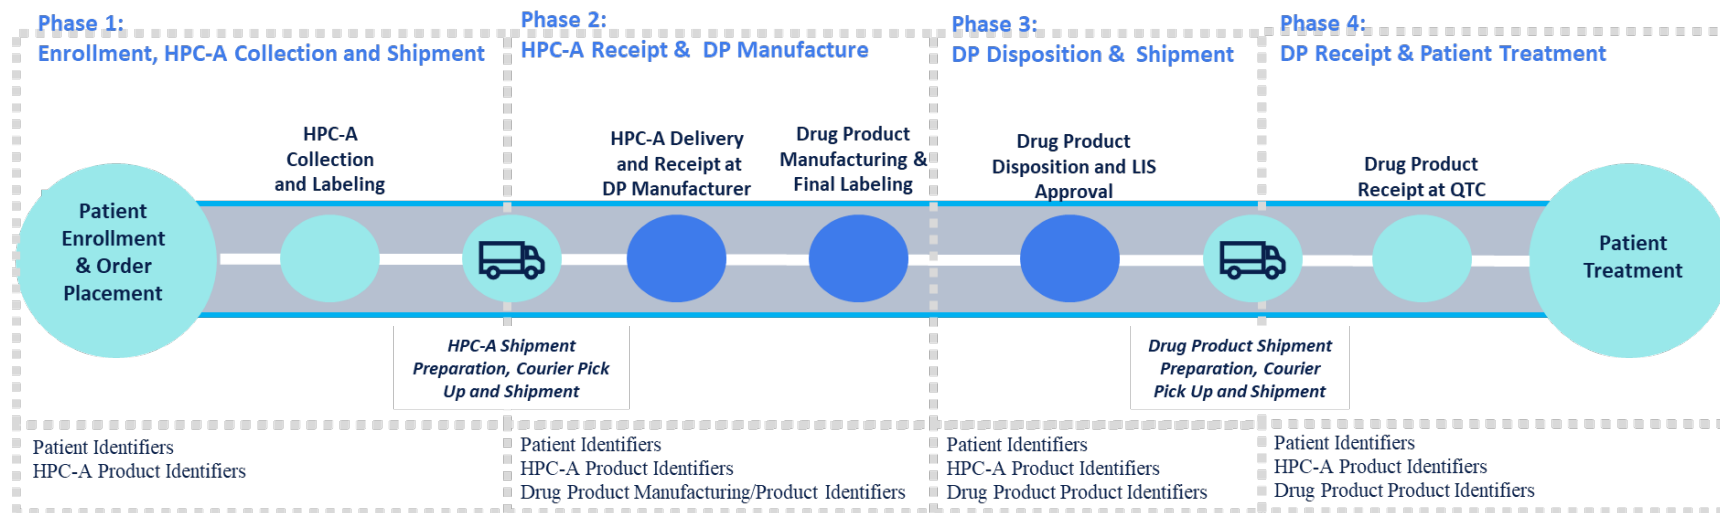 Phase 1:
Enrollment, HPC-A Collection and Shipment
Phase 2:
HPC-A Receipt & DP Manufacture
Phase 3:
DP Disposition & Shipment
Phase 4:
DP Receipt & Patient Treatment
Patient
Enrollment
& Order
Placement
HPC-A
Collection
and Labeling
HPC-A Shipment
Preparation, Courier Pick
Up and Shipment
HPC-A Delivery
and Receipt at
DP Manufacturer
Drug Product
Manufacturing &
Final Labeling
Drug Product
Disposition and LIS
Approval
Drug Product Shipment
Preparation, Courier
Pick Up and Shipment
Drug Product
Receipt at QTC
Patient
Treatment
Patient Identifiers
HPC-A Product Identifiers
Patient Identifiers
HPC-A Product Identifiers
Drug Product Manufacturing/Product Identifiers
Patient Identifiers
HPC-A Product Identifiers
Drug Product Product Identifiers
Patient Identifiers
HPC-A Product Identifiers
Drug Product Product Identifiers